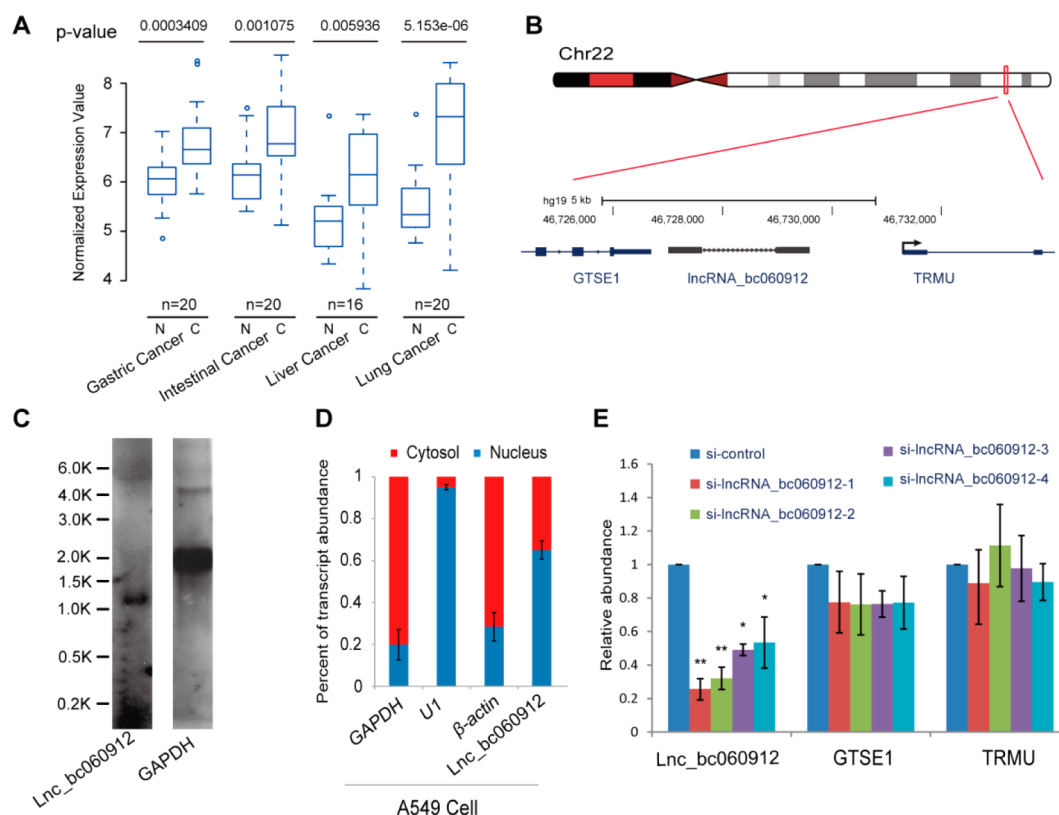 A
p-value
0.0003409 0.001075 0.005936 5.153e-06
Normalized Expression Value
8
7
6
5
4
n=20 n=20 n=16 n=20
N C N C N C N C
Gastric Cancer
Intestinal Cancer
Liver Cancer
Lung Cancer
B
Chr22
hg19 5 kb
46,726,000 46,728,000 46,730,000 46,732,000
GTSE1 lncRNA_bc060912 TRMU
C
6.0K
4.0K
3.0K
2.0K
1.5K
1.0K
0.5K
0.2K
Lnc_bc060912
GAPDH
D
Cytosol Nucleus
Percent of transcript abundance
1
0.8
0.6
0.4
0.2
0
GAPDH
U1
β-actin
Lnc_bc060912
A549 Cell
E
si-control
si-lncRNA_bc060912-1
si-lncRNA_bc060912-2
si-lncRNA_bc060912-3
si-lncRNA_bc060912-4
Relative abundance
1.6
1.4
1.2
1
0.8
0.6
0.4
0.2
0
** ** * *
Lnc_bc060912 GTSE1 TRMU